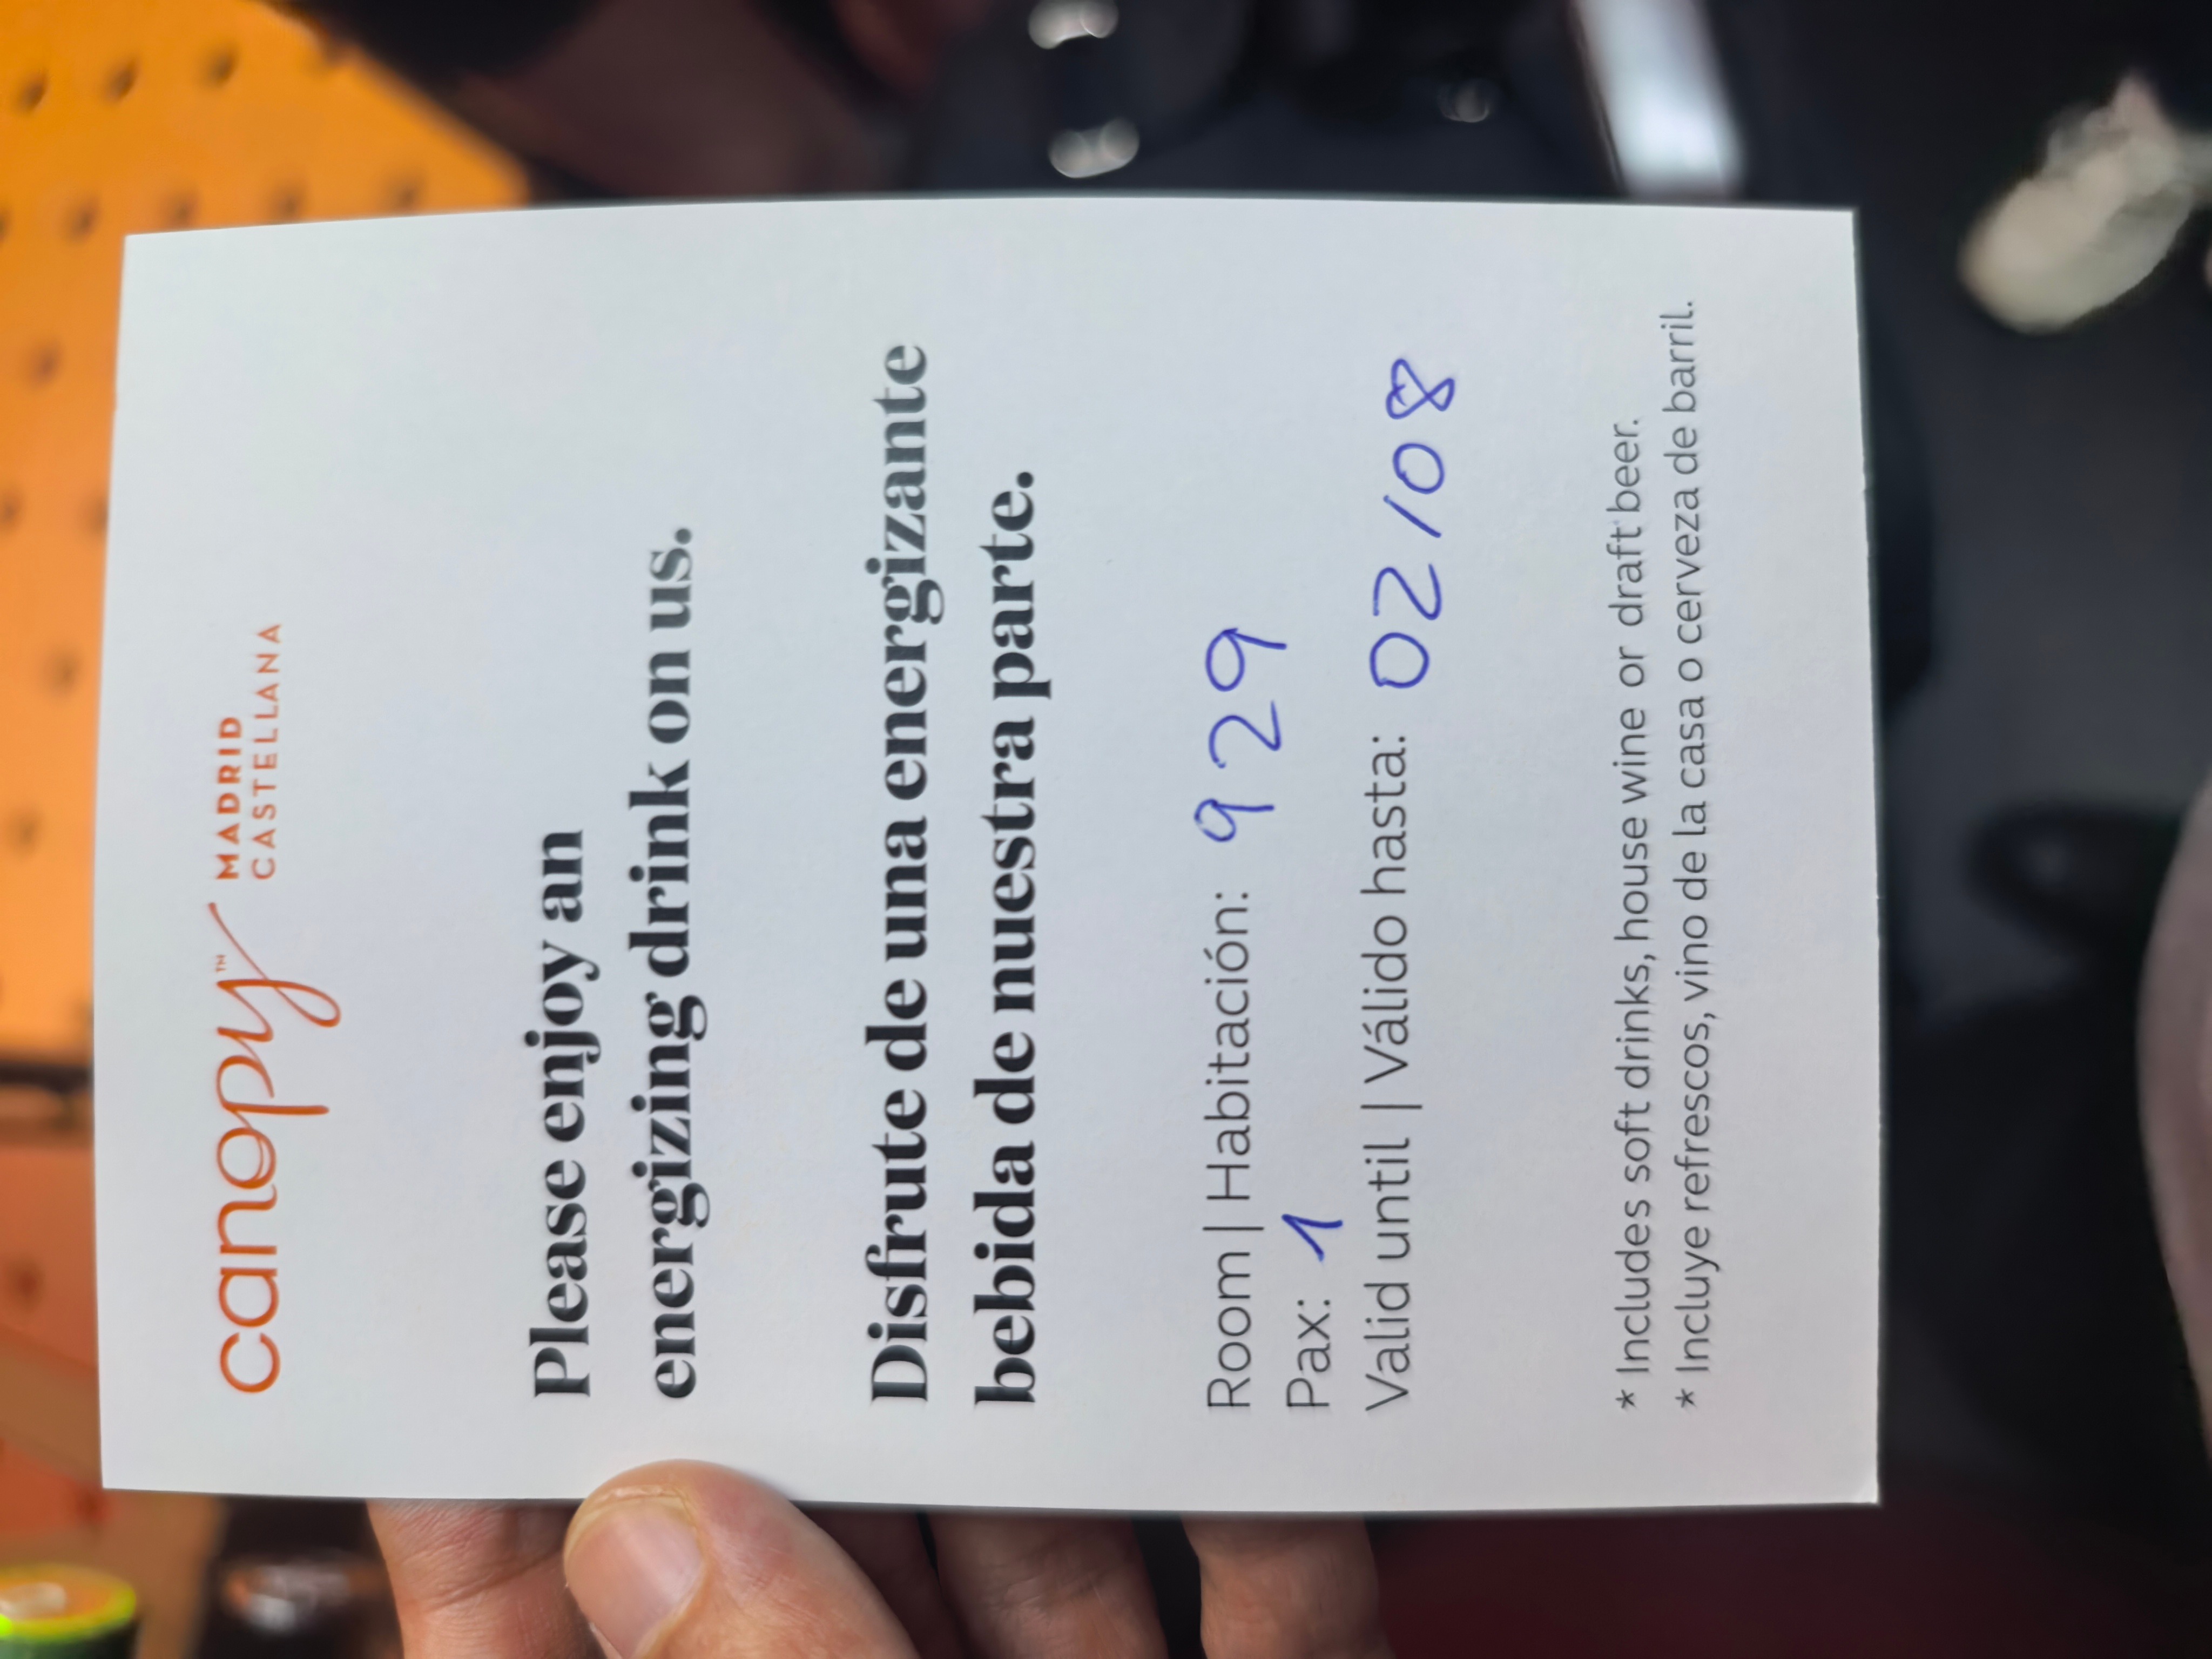 canopy™ MADRID
CASTELLANA
Please enjoy an
energizing drink on us.
Disfrute de una energizante
bebida de nuestra parte.
Room | Habitación: 929
Pax: 1
Valid until | Válido hasta: 02/08
* Includes soft drinks, house wine or draft beer.
* Incluye refrescos, vino de la casa o cerveza de barril.